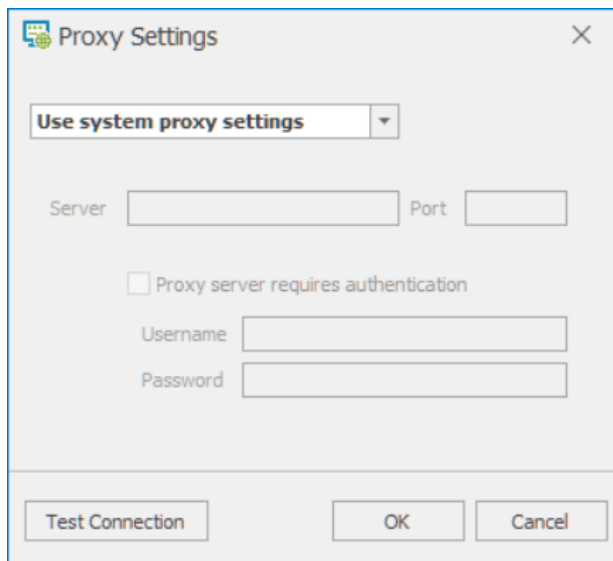 Proxy Settings
Use system proxy settings
Server Port
Proxy server requires authentication
Username
Password
Test Connection OK Cancel